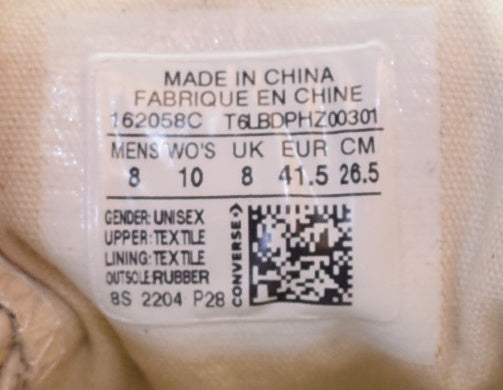 MADE IN CHINA
FABRIQUE EN CHINE
162058C T6LBDPHZ00301
MENS WO'S UK EUR CM
8 10 8 41.5 26.5
GENDER: UNISEX
UPPER: TEXTILE
LINING: TEXTILE
OUTSOLE: RUBBER
BS 2204 P28
CONVERSE